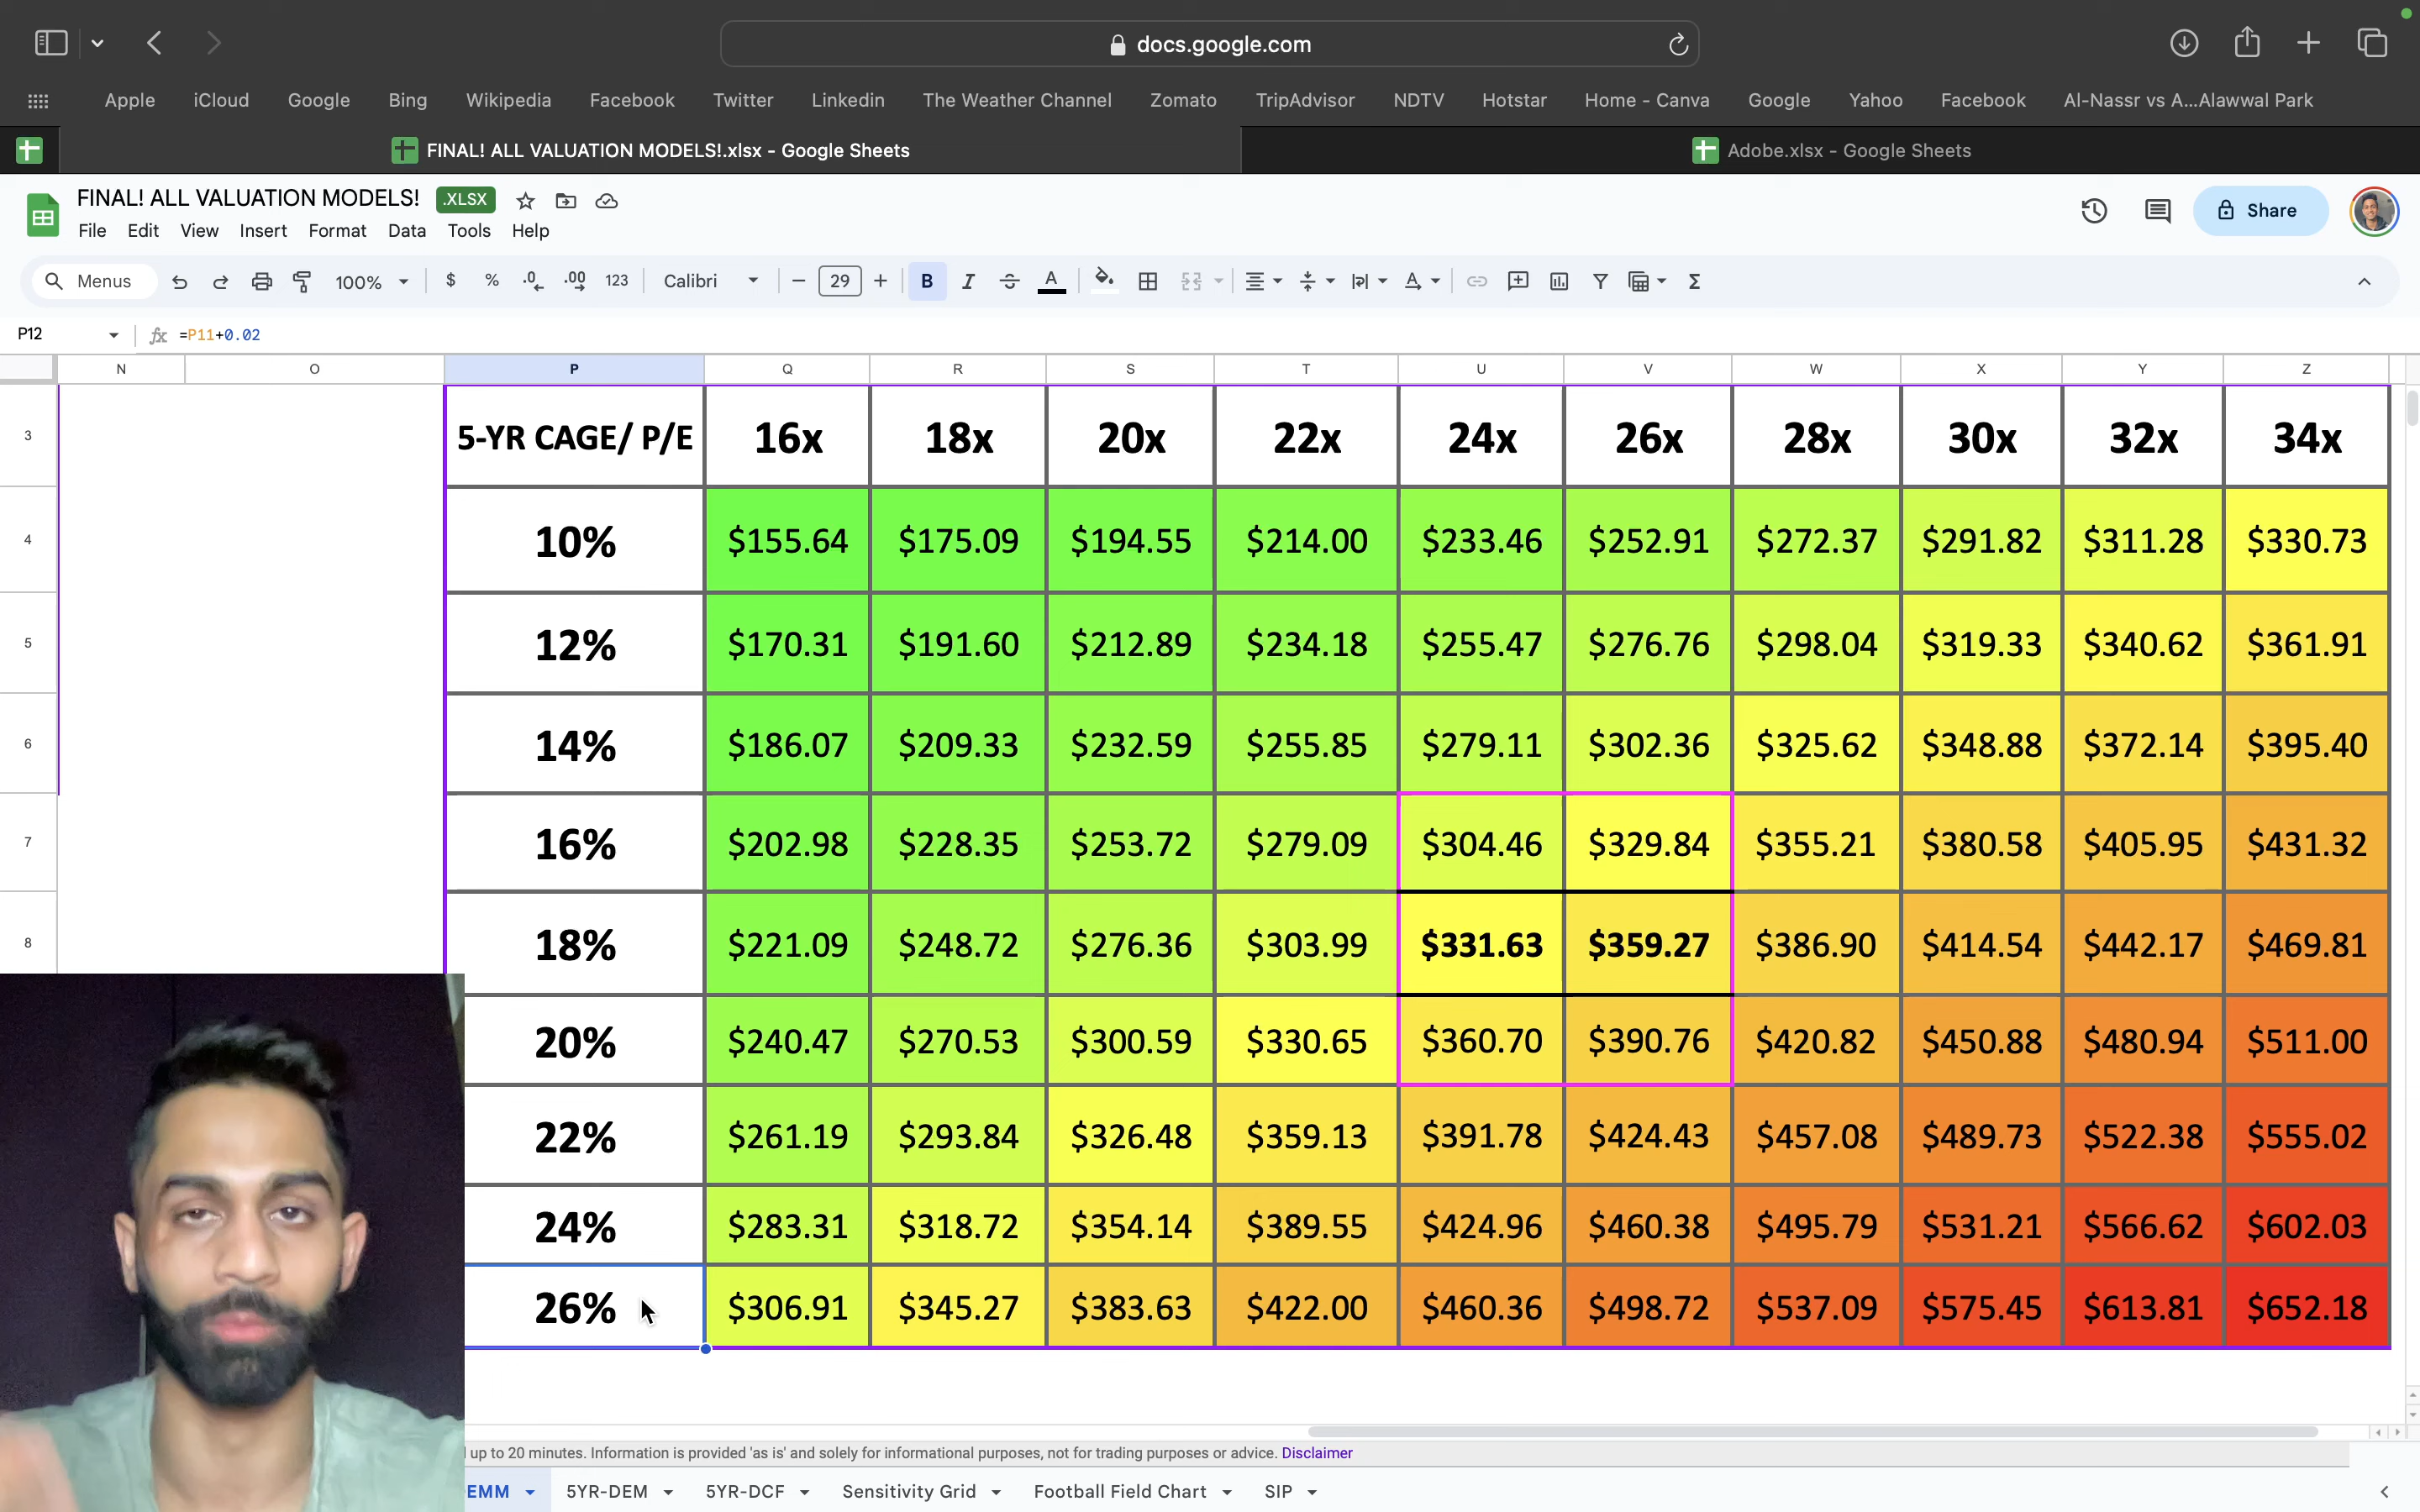 docs.google.com
Apple iCloud Google Bing Wikipedia Facebook Twitter Linkedin The Weather Channel Zomato TripAdvisor NDTV Hotstar Home - Canva Google Yahoo Facebook Al-Nassr vs A...Alawwal Park
FINAL! ALL VALUATION MODELS!.xlsx - Google Sheets Adobe.xlsx - Google Sheets
FINAL! ALL VALUATION MODELS! .XLSX
Share
File Edit View Insert Format Data Tools Help
Menus 100% $ % .0 .00 123 Calibri 29 B I A A
P12 fx =P11+0.02
N O P Q R S T U V W X Y Z
3 5-YR CAGE/ P/E 16x 18x 20x 22x 24x 26x 28x 30x 32x 34x
4 10% $155.64 $175.09 $194.55 $214.00 $233.46 $252.91 $272.37 $291.82 $311.28 $330.73
5 12% $170.31 $191.60 $212.89 $234.18 $255.47 $276.76 $298.04 $319.33 $340.62 $361.91
6 14% $186.07 $209.33 $232.59 $255.85 $279.11 $302.36 $325.62 $348.88 $372.14 $395.40
7 16% $202.98 $228.35 $253.72 $279.09 $304.46 $329.84 $355.21 $380.58 $405.95 $431.32
8 18% $221.09 $248.72 $276.36 $303.99 $331.63 $359.27 $386.90 $414.54 $442.17 $469.81
20% $240.47 $270.53 $300.59 $330.65 $360.70 $390.76 $420.82 $450.88 $480.94 $511.00
22% $261.19 $293.84 $326.48 $359.13 $391.78 $424.43 $457.08 $489.73 $522.38 $555.02
24% $283.31 $318.72 $354.14 $389.55 $424.96 $460.38 $495.79 $531.21 $566.62 $602.03
26% $306.91 $345.27 $383.63 $422.00 $460.36 $498.72 $537.09 $575.45 $613.81 $652.18
up to 20 minutes. Information is provided 'as is' and solely for informational purposes, not for trading purposes or advice. Disclaimer
EMM 5YR-DEM 5YR-DCF Sensitivity Grid Football Field Chart SIP